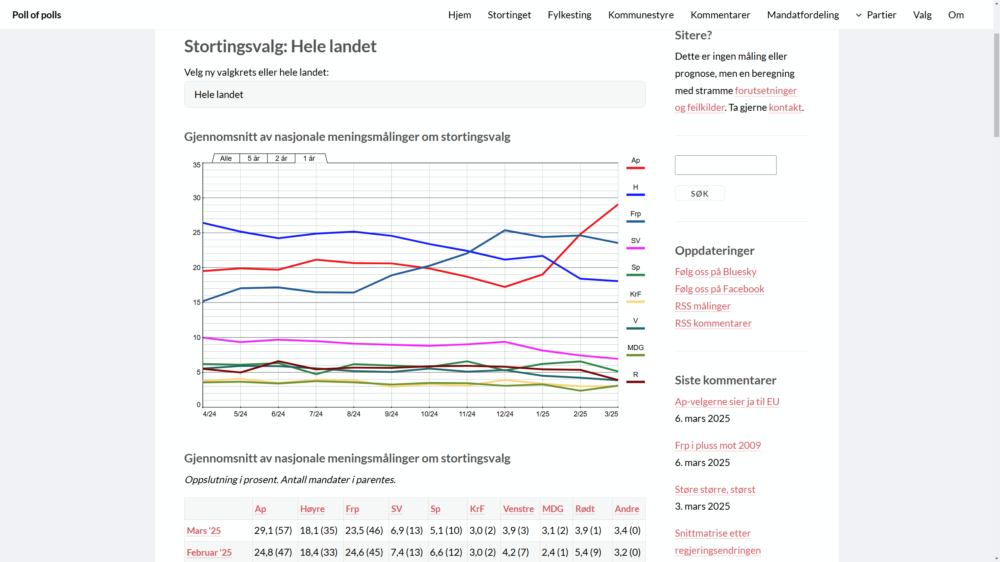 Poll of polls
Hjem Stortinget Fylkesting Kommunestyre Kommentarer Mandatfordeling Partier Valg Om
Stortingsvalg: Hele landet
Velg ny valgkrets eller hele landet:
Hele landet
Gjennomsnitt av nasjonale meningsmålinger om stortingsvalg
Alle 5 år 2 år 1 år
35
30
25
20
15
10
5
0
4/24 5/24 6/24 7/24 8/24 9/24 10/24 11/24 12/24 1/25 2/25 3/25
Ap
H
Frp
SV
Sp
KrF
V
MDG
R
Gjennomsnitt av nasjonale meningsmålinger om stortingsvalg
Oppslutning i prosent. Antall mandater i parentes.
Ap Høyre Frp SV Sp KrF Venstre MDG Rødt Andre
Mars '25 29,1 (57) 18,1 (35) 23,5 (46) 6,9 (13) 5,1 (10) 3,0 (2) 3,9 (3) 3,1 (2) 3,9 (1) 3,4 (0)
Februar '25 24,8 (47) 18,4 (33) 24,6 (45) 7,4 (13) 6,6 (12) 3,0 (2) 4,2 (7) 2,4 (1) 5,4 (9) 3,2 (0)
Sitere?
Dette er ingen måling eller
prognose, men en beregning
med stramme forutsetninger
og feilkilder. Ta gjerne kontakt.
SØK
Oppdateringer
Følg oss på Bluesky
Følg oss på Facebook
RSS målinger
RSS kommentarer
Siste kommentarer
Ap-velgerne sier ja til EU
6. mars 2025
Frp i pluss mot 2009
6. mars 2025
Støre større, størst
3. mars 2025
Snittmatrise etter
regjeringsendringen